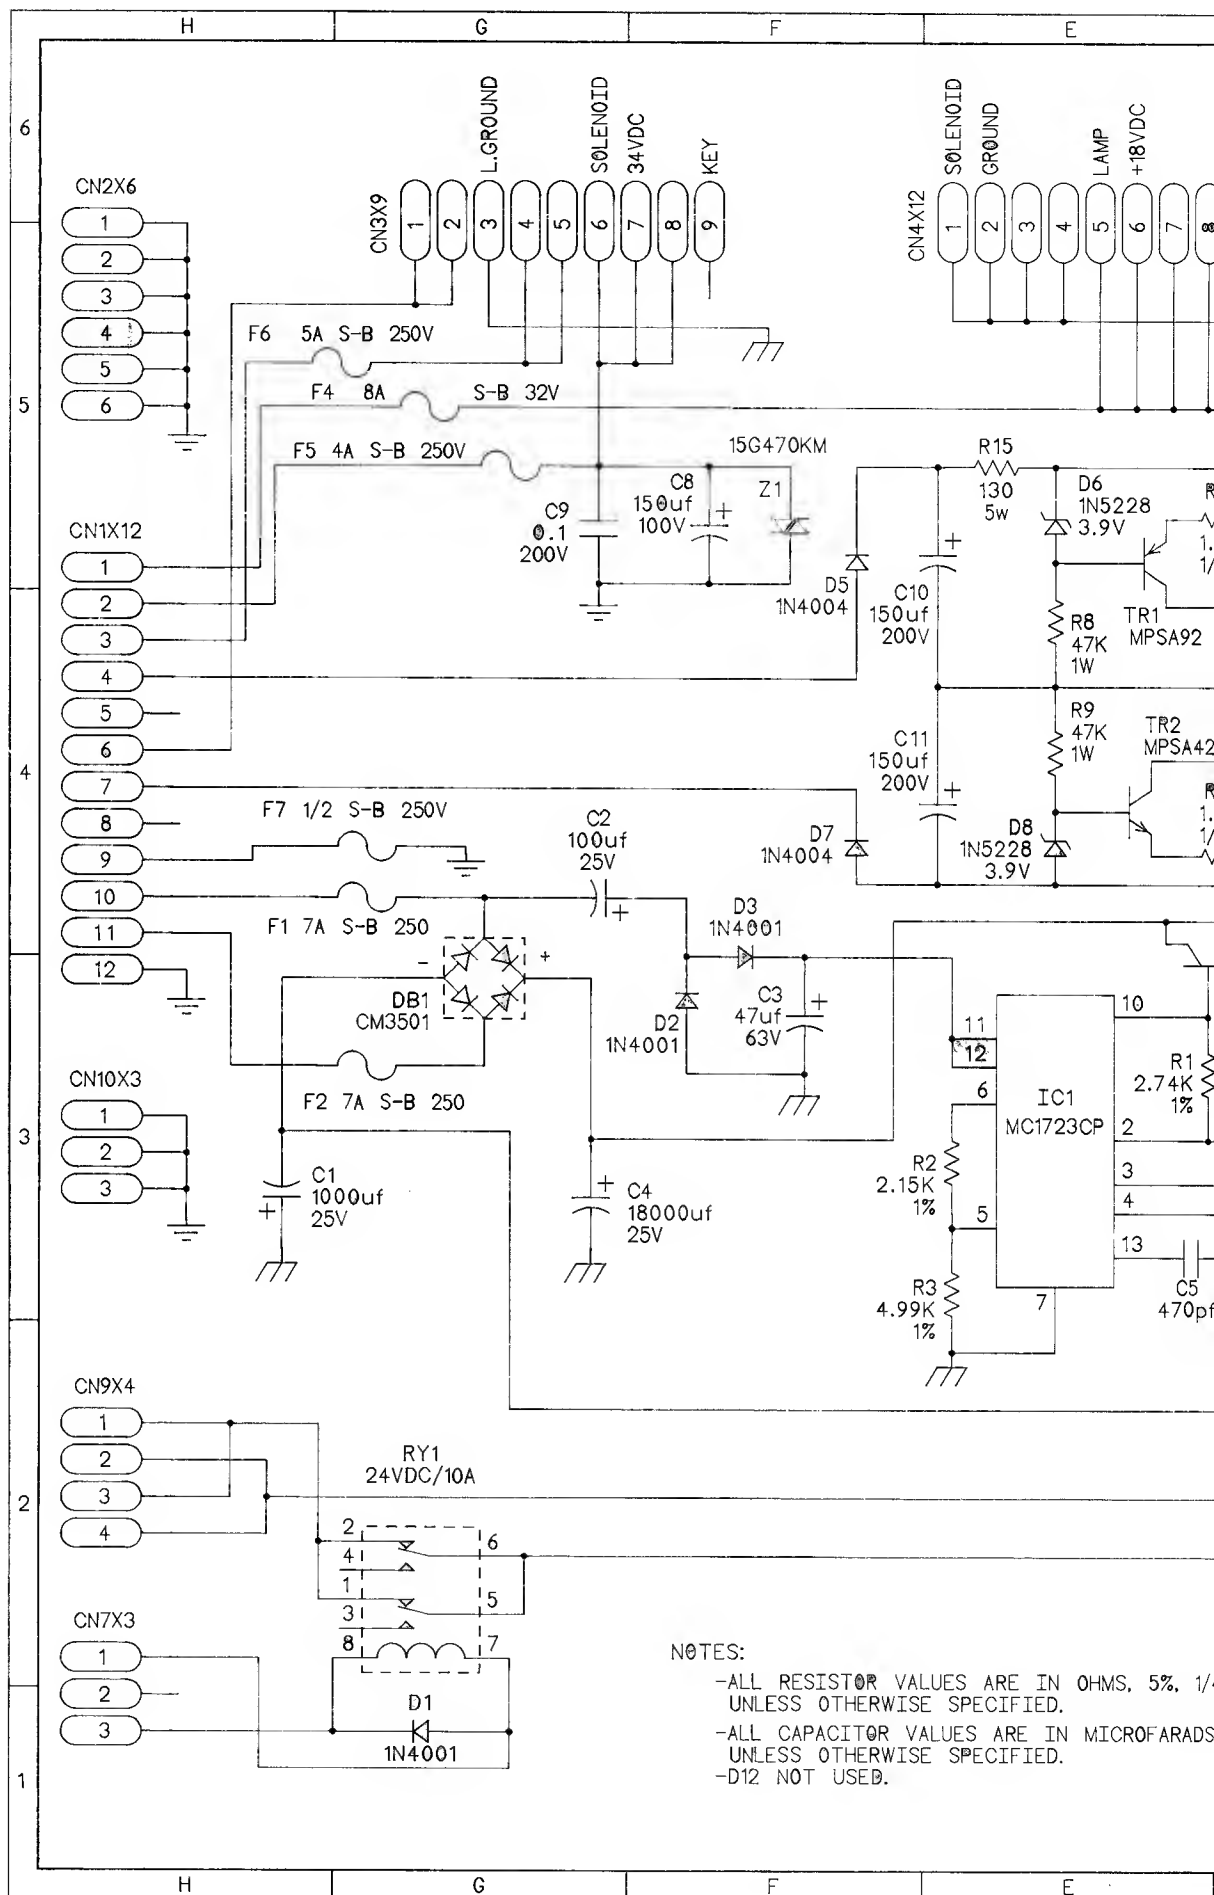 H G F E
6
5
4
3
2
1
CN2X6
1
2
3
4
5
6
CN3X9
1
2
3
4
5
6
7
8
9
L.GROUND
SOLENOID
34VDC
KEY
CN4X12
1
2
3
4
5
6
7
8
SOLENOID
GROUND
LAMP
+18VDC
F6 5A S-B 250V
F4 8A S-B 32V
F5 4A S-B 250V
C9
0.1
200V
C8
150uf
100V
+
15G470KM
Z1
D5
1N4004
C10
150uf
200V
+
R15
130
5w
D6
1N5228
3.9V
TR1
MPSA92
R8
47K
1W
R9
47K
1W
TR2
MPSA42
C11
150uf
200V
+
D7
1N4004
D8
1N5228
3.9V
CN1X12
1
2
3
4
5
6
7
8
9
10
11
12
F7 1/2 S-B 250V
F1 7A S-B 250
C2
100uf
25V
+
-
+
DB1
CM3501
F2 7A S-B 250
D3
1N4001
D2
1N4001
C3
47uf
63V
+
CN10X3
1
2
3
C1
1000uf
25V
+
C4
18000uf
25V
+
IC1
MC1723CP
11
12
6
5
7
10
2
3
4
13
R1
2.74K
1%
R2
2.15K
1%
R3
4.99K
1%
C5
470pf
CN9X4
1
2
3
4
RY1
24VDC/10A
2
4
1
3
8
6
5
7
CN7X3
1
2
3
D1
1N4001
NOTES:
-ALL RESISTOR VALUES ARE IN OHMS, 5%,
UNLESS OTHERWISE SPECIFIED.
-ALL CAPACITOR VALUES ARE IN MICROFARADS
UNLESS OTHERWISE SPECIFIED.
-D12 NOT USED.
H G F E